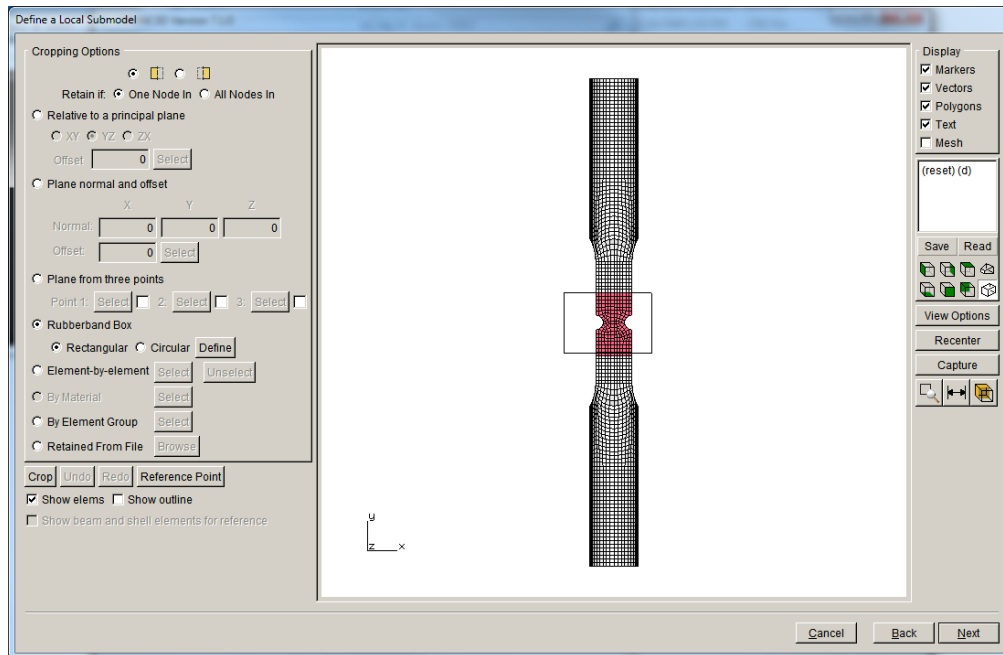 Define a Local Submodel
Cropping Options
Retain if: One Node In All Nodes In
Relative to a principal plane
XY YZ ZX
Offset 0 Select
Plane normal and offset
X Y Z
Normal: 0 0 0
Offset: 0 Select
Plane from three points
Point 1: Select 2: Select 3: Select
Rubberband Box
Rectangular Circular Define
Element-by-element Select Unselect
By Material Select
By Element Group Select
Retained From File Browse
Crop Undo Redo Reference Point
Show elems Show outline
Show beam and shell elements for reference
y
z x
Display
Markers
Vectors
Polygons
Text
Mesh
(reset) (d)
Save Read
View Options
Recenter
Capture
Cancel Back Next